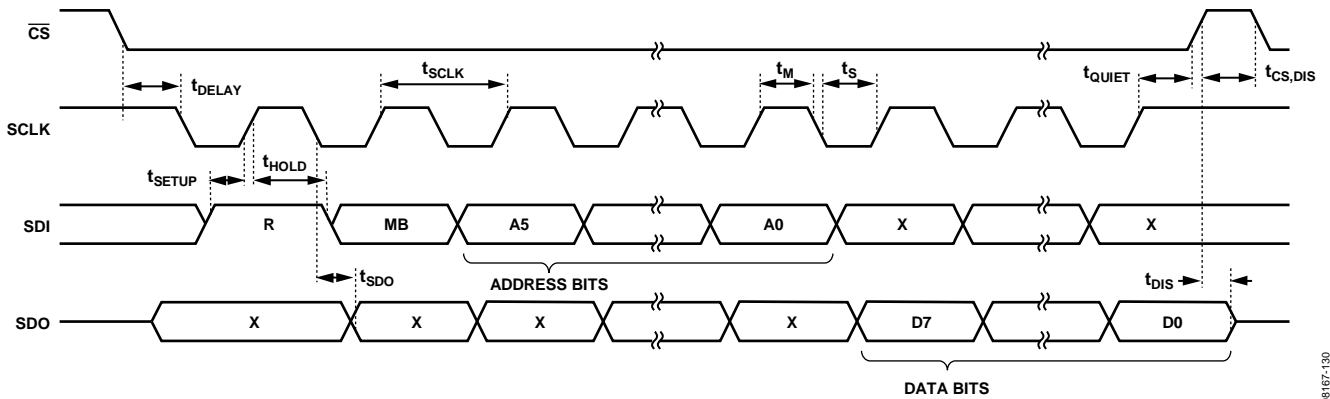 CS
tDELAY
tSCLK
tM
tS
tQUIET
tCS,DIS
SCLK
tSETUP
tHOLD
SDI
R
MB
A5
A0
X
X
tSDO
ADDRESS BITS
tDIS
SDO
X
X
X
X
D7
D0
DATA BITS
08167-130